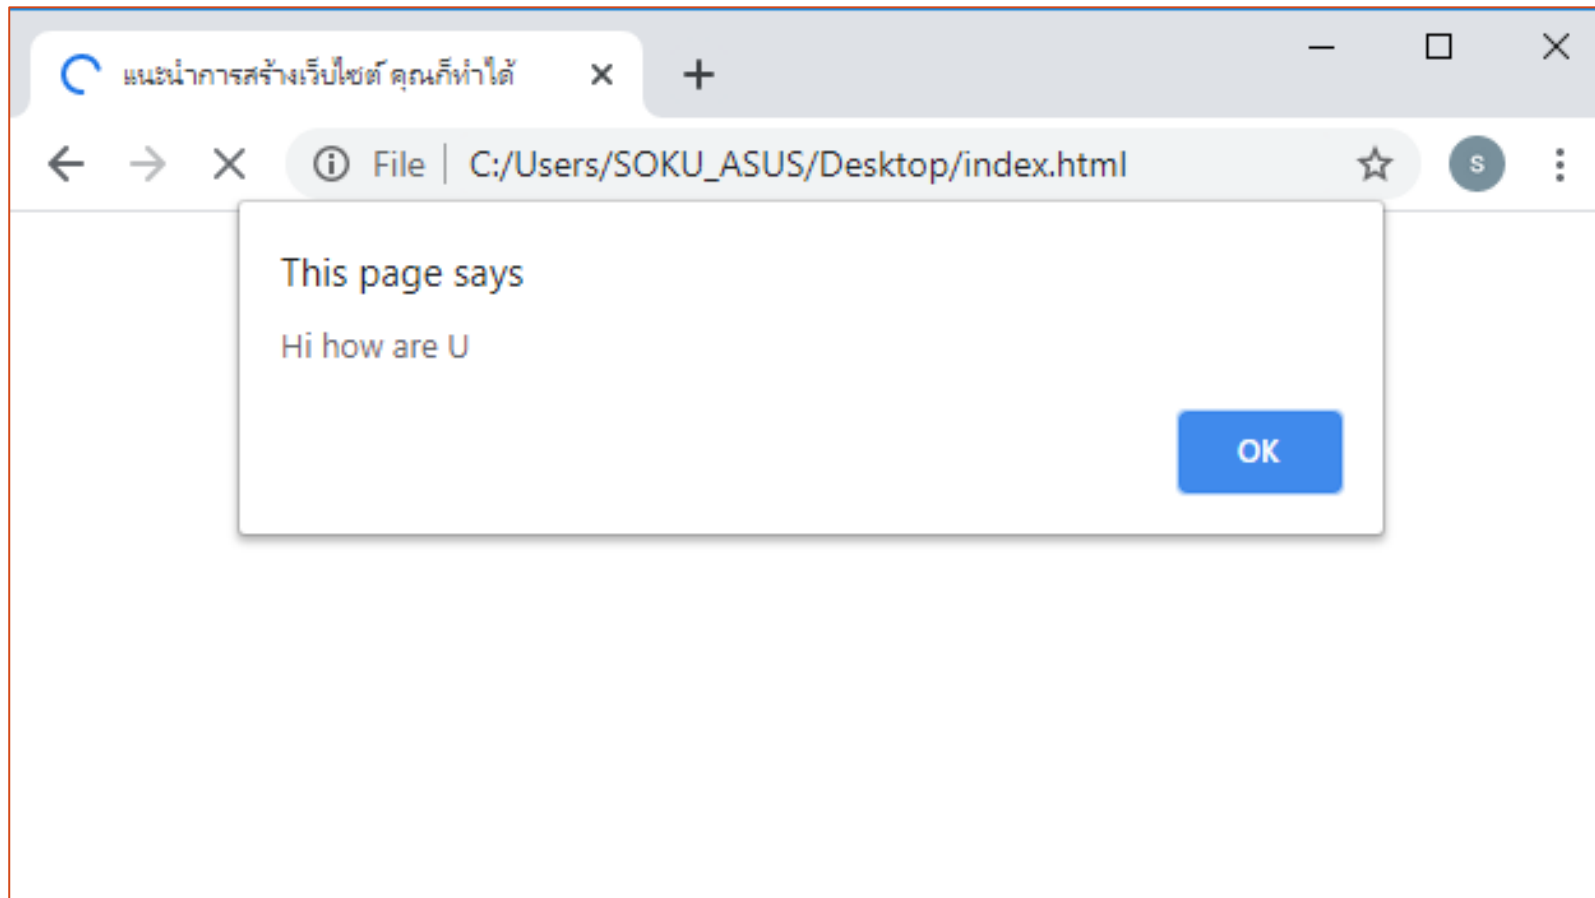 แนะนำการสร้างเว็บไซต์ คุณก็ทำได้
File C:/Users/SOKU_ASUS/Desktop/index.html
S
This page says
Hi how are U
OK